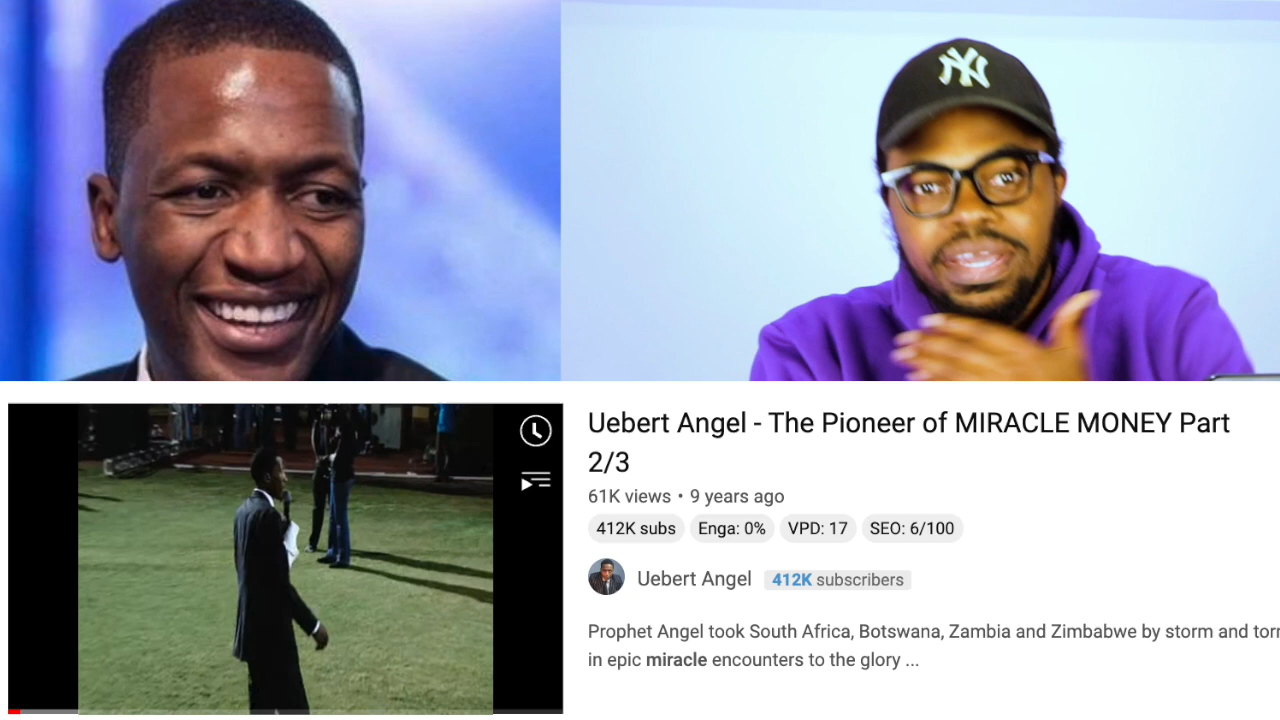 NY
Uebert Angel - The Pioneer of MIRACLE MONEY Part
2/3
61K views • 9 years ago
412K subs Enga: 0% VPD: 17 SEO: 6/100
Uebert Angel 412K subscribers
Prophet Angel took South Africa, Botswana, Zambia and Zimbabwe by storm and
in epic miracle encounters to the glory ...